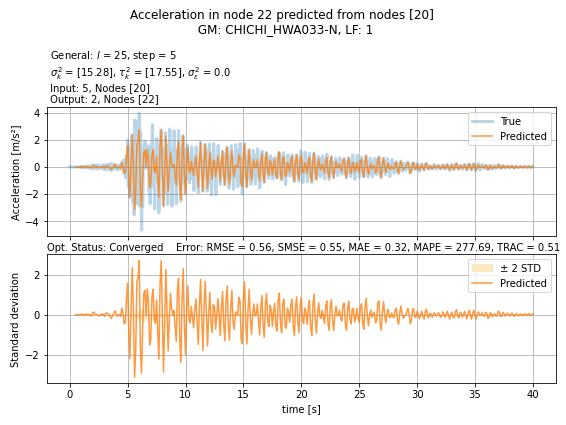 Acceleration in node 22 predicted from nodes [20]
GM: CHICHI_HWA033-N, LF: 1
General: l = 25, step = 5
σ²ₖ = [15.28], τ²ₖ = [17.55], σ²ε = 0.0
Input: 5, Nodes [20]
Output: 2, Nodes [22]
4
2
0
−2
−4
Acceleration [m/s²]
True
Predicted
Opt. Status: Converged Error: RMSE = 0.56, SMSE = 0.55, MAE = 0.32, MAPE = 277.69, TRAC = 0.51
2
0
−2
Standard deviation
± 2 STD
Predicted
0 5 10 15 20 25 30 35 40
time [s]